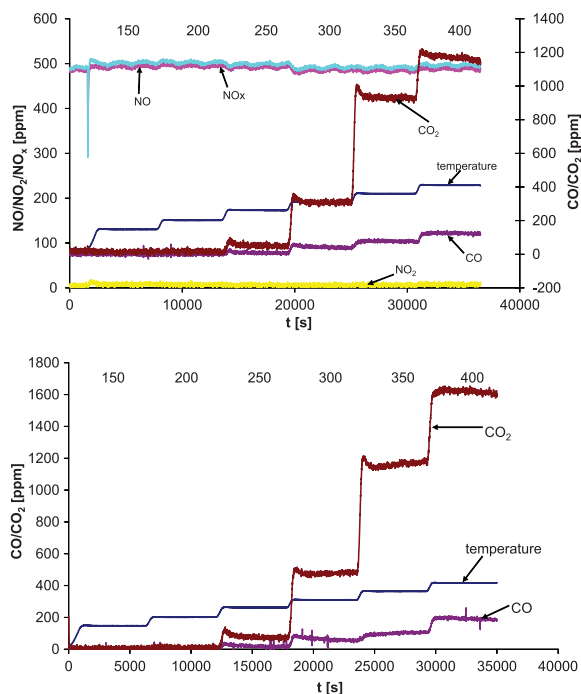 150 200 250 300 350 400
600 1400
500 1200
400 1000
300 800
200 600
100 400
0 200
0
-200
NO/NO2/NOx [ppm]
CO/CO2 [ppm]
NO
NOx
CO2
temperature
CO
NO2
0 10000 20000 30000 40000
t [s]
150 200 250 300 350 400
1800
1600
1400
1200
1000
800
600
400
200
0
CO/CO2 [ppm]
CO2
temperature
CO
0 5000 10000 15000 20000 25000 30000 35000 40000
t [s]